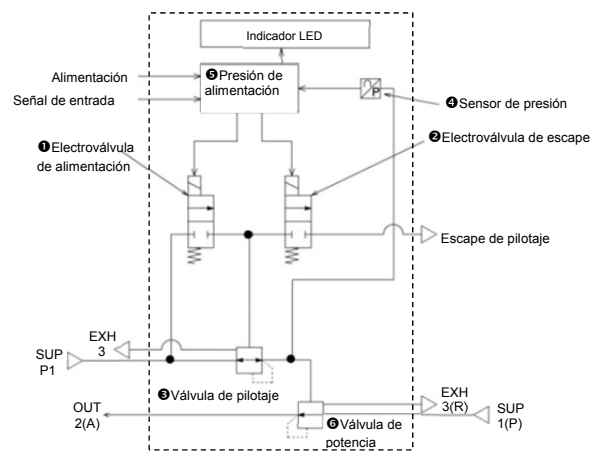 Indicador LED
Alimentación
Señal de entrada
❺Presión de
alimentación
P
❹Sensor de presión
❶Electroválvula
de alimentación
❷Electroválvula de escape
Escape de pilotaje
EXH
3
SUP
P1
❸Válvula de pilotaje
OUT
2(A)
❻Válvula de
potencia
EXH
3(R)
SUP
1(P)